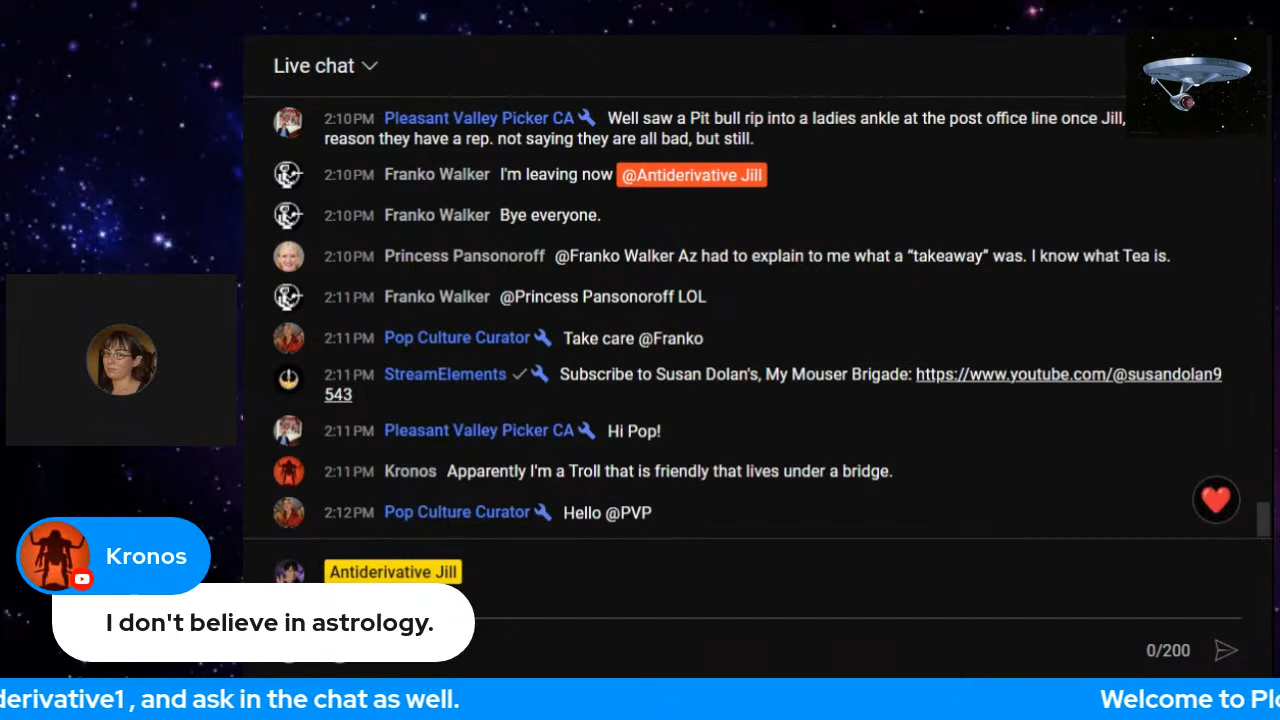 Live chat
2:10 PM Pleasant Valley Picker CA Well saw a Pit bull rip into a ladies ankle at the post office line once Jill,
reason they have a rep. not saying they are all bad, but still.
2:10 PM Franko Walker I'm leaving now @Antiderivative Jill
2:10 PM Franko Walker Bye everyone.
2:10 PM Princess Pansonoroff @Franko Walker Az had to explain to me what a “takeaway” was. I know what Tea is.
2:11 PM Franko Walker @Princess Pansonoroff LOL
2:11 PM Pop Culture Curator Take care @Franko
2:11 PM StreamElements Subscribe to Susan Dolan's, My Mouser Brigade: https://www.youtube.com/@susandolan9
543
2:11 PM Pleasant Valley Picker CA Hi Pop!
2:11 PM Kronos Apparently I'm a Troll that is friendly that lives under a bridge.
2:12 PM Pop Culture Curator Hello @PVP
Kronos
Antiderivative Jill
I don't believe in astrology.
0/200
derivative1 , and ask in the chat as well.
Welcome to Plo